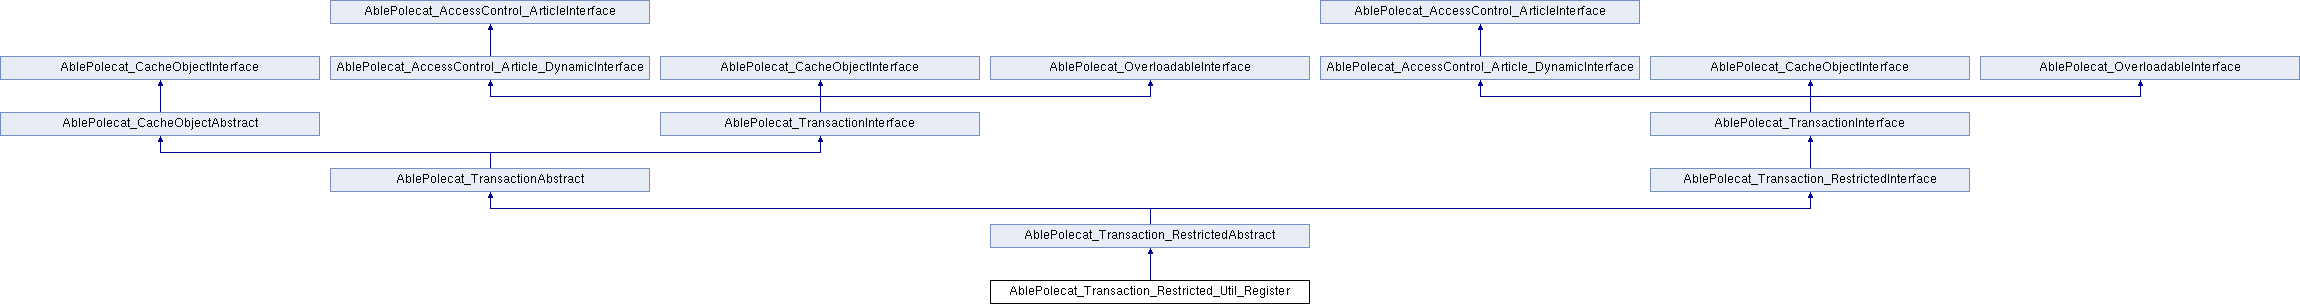 AblePolecat_AccessControl_ArticleInterface
AblePolecat_AccessControl_ArticleInterface
AblePolecat_CacheObjectInterface
AblePolecat_AccessControl_Article_DynamicInterface
AblePolecat_CacheObjectInterface
AblePolecat_OverloadableInterface
AblePolecat_AccessControl_Article_DynamicInterface
AblePolecat_CacheObjectInterface
AblePolecat_OverloadableInterface
AblePolecat_CacheObjectAbstract
AblePolecat_TransactionInterface
AblePolecat_TransactionInterface
AblePolecat_TransactionAbstract
AblePolecat_Transaction_RestrictedInterface
AblePolecat_Transaction_RestrictedAbstract
AblePolecat_Transaction_Restricted_Util_Register